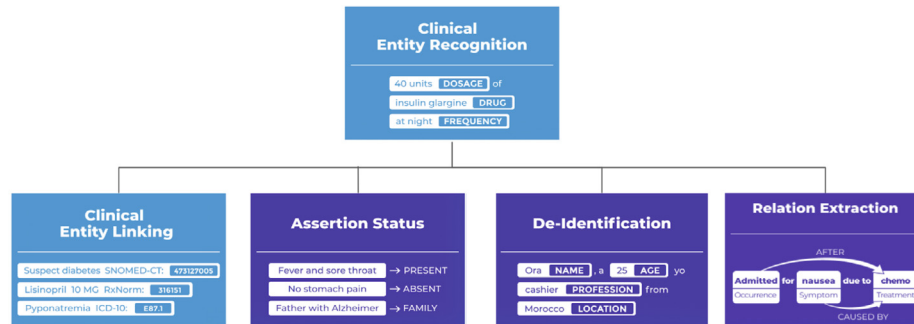 Clinical
Entity Recognition
40 units DOSAGE of
insulin glargine DRUG
at night FREQUENCY
Clinical
Entity Linking
Suspect diabetes SNOMED-CT: 473127005
Lisinopril 10 MG RxNorm: 316151
Pyponatremia ICD-10: E87.1
Assertion Status
Fever and sore throat → PRESENT
No stomach pain → ABSENT
Father with Alzheimer → FAMILY
De-Identification
Ora NAME , a 25 AGE yo
cashier PROFESSION from
Morocco LOCATION
Relation Extraction
AFTER
Admitted for nausea due to chemo
Occurrence Symptom Treatment
CAUSED BY